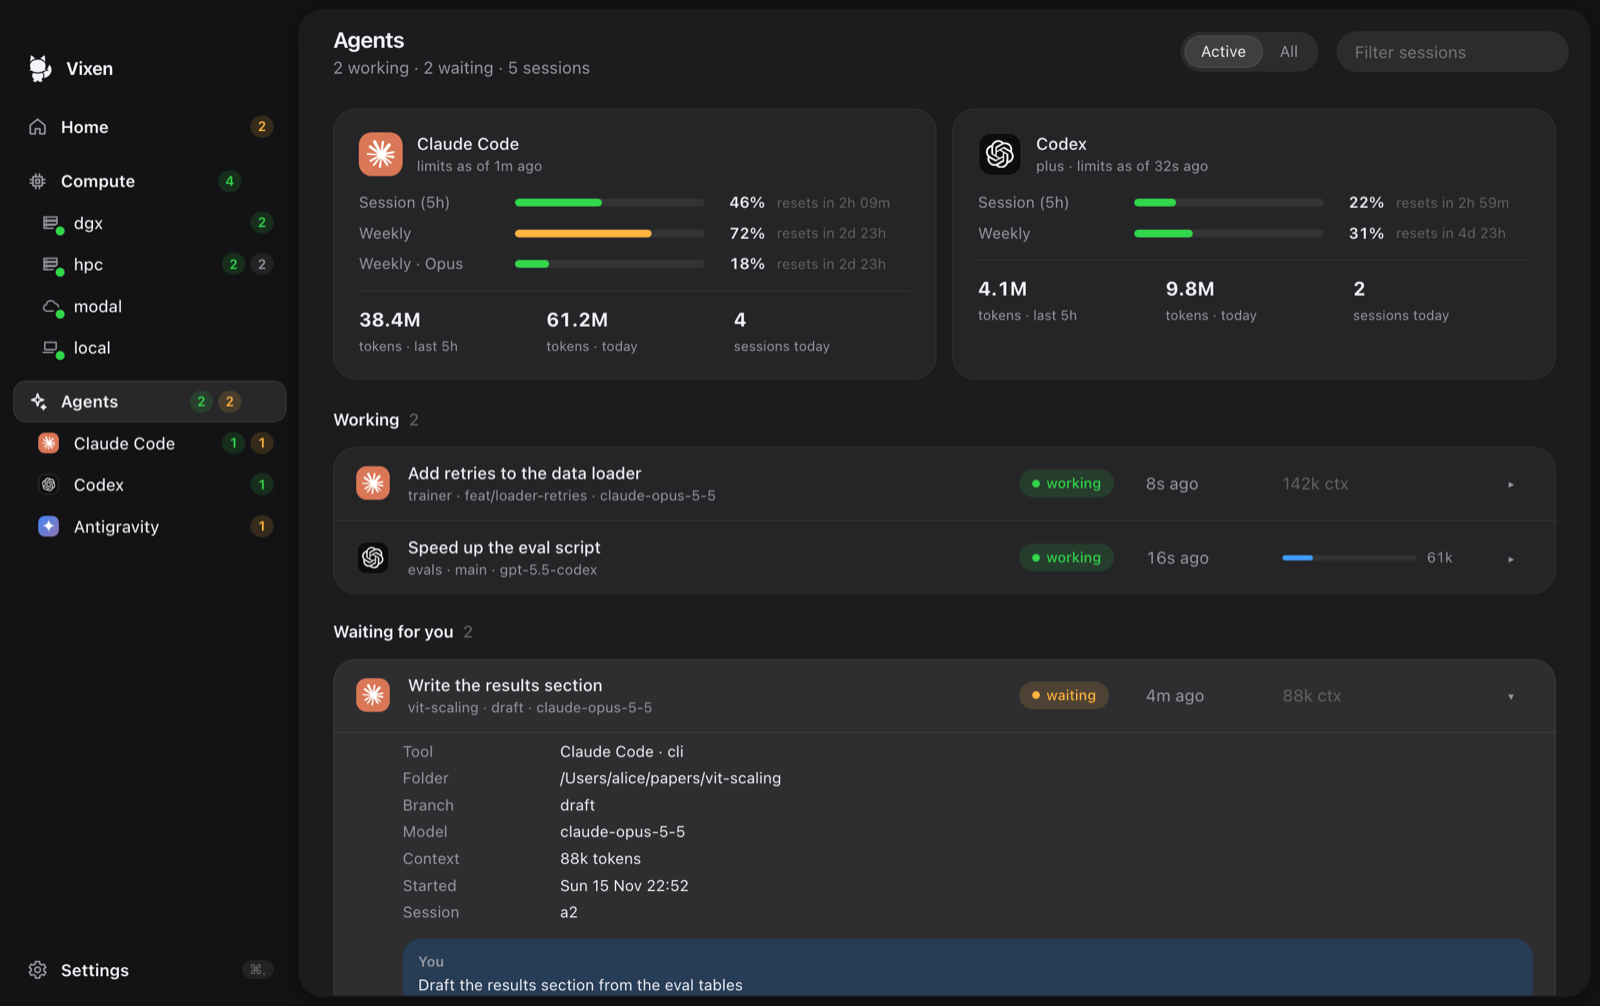 Vixen
Home 2
Compute 4
dgx 2
hpc 2 2
modal
local
Agents 2 2
Claude Code 1 1
Codex 1
Antigravity 1
Settings ⌘,
Agents
2 working · 2 waiting · 5 sessions
Active All
Filter sessions
Claude Code
limits as of 1m ago
Session (5h) 46% resets in 2h 09m
Weekly 72% resets in 2d 23h
Weekly · Opus 18% resets in 2d 23h
38.4M 61.2M 4
tokens · last 5h tokens · today sessions today
Codex
plus · limits as of 32s ago
Session (5h) 22% resets in 2h 59m
Weekly 31% resets in 4d 23h
4.1M 9.8M 2
tokens · last 5h tokens · today sessions today
Working 2
Add retries to the data loader
trainer · feat/loader-retries · claude-opus-5-5
working 8s ago 142k ctx
Speed up the eval script
evals · main · gpt-5.5-codex
working 16s ago 61k
Waiting for you 2
Write the results section
vit-scaling · draft · claude-opus-5-5
waiting 4m ago 88k ctx
Tool Claude Code · cli
Folder /Users/alice/papers/vit-scaling
Branch draft
Model claude-opus-5-5
Context 88k tokens
Started Sun 15 Nov 22:52
Session a2
You
Draft the results section from the eval tables